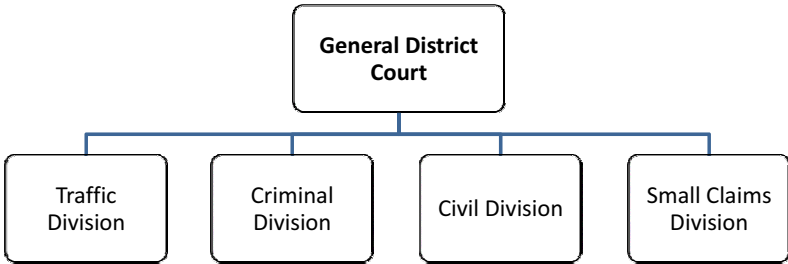 General District
Court
Traffic
Division
Criminal
Division
Civil Division
Small Claims
Division